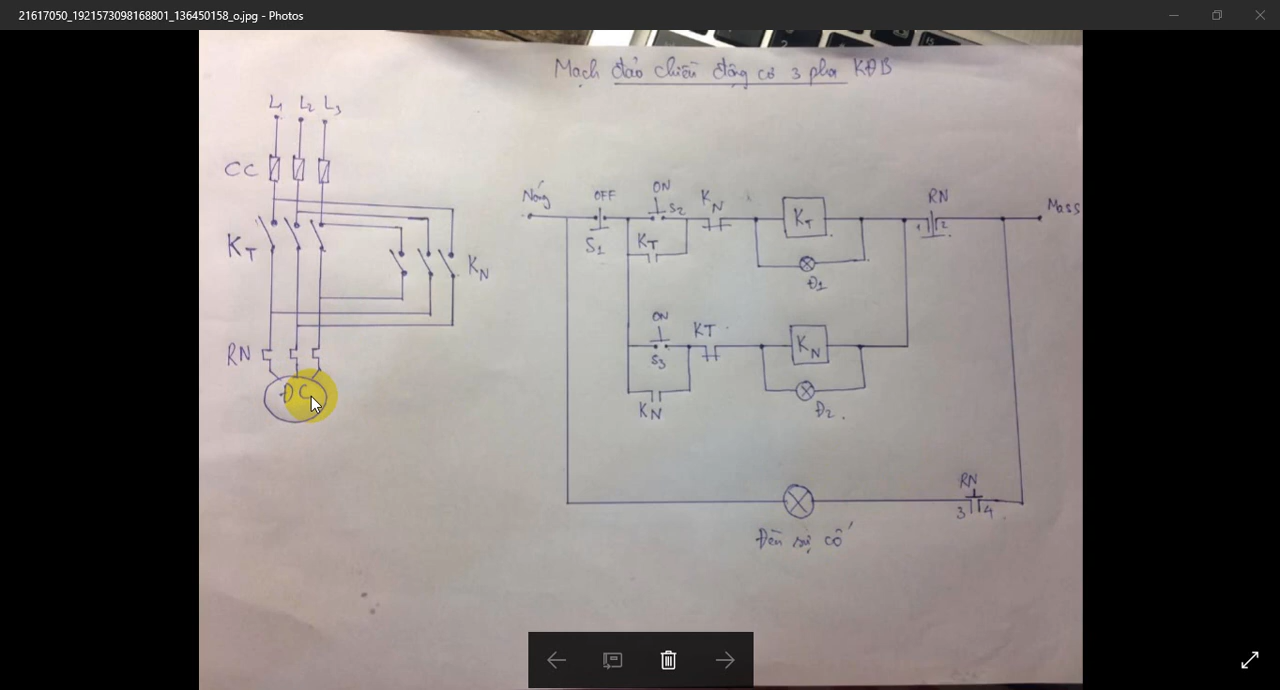 21617050_1921573098168801_136450158_o.jpg - Photos
Mạch đảo chiều động cơ 3 pha KĐB
L1 L2 L3
CC
KT
KN
RN
ĐC
Nóng
OFF
S1
ON
S2
KN
KT
RN
1 2
Mass
KT
Đ1
ON
S3
KT
KN
KN
Đ2
RN
3 4
Đèn sự cố